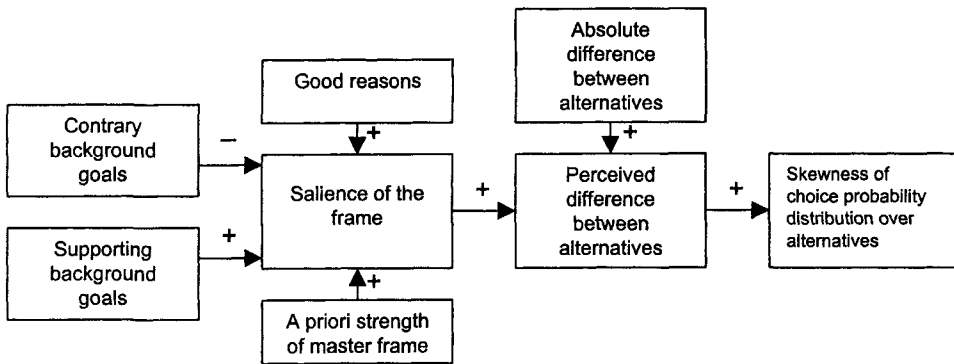 Good reasons
+
Absolute
difference
between
alternatives
+
Contrary
background
goals
−
Salience of the
frame
+
Perceived
difference
between
alternatives
+
Skewness of
choice probability
distribution over
alternatives
Supporting
background
goals
+
+
A priori strength
of master frame